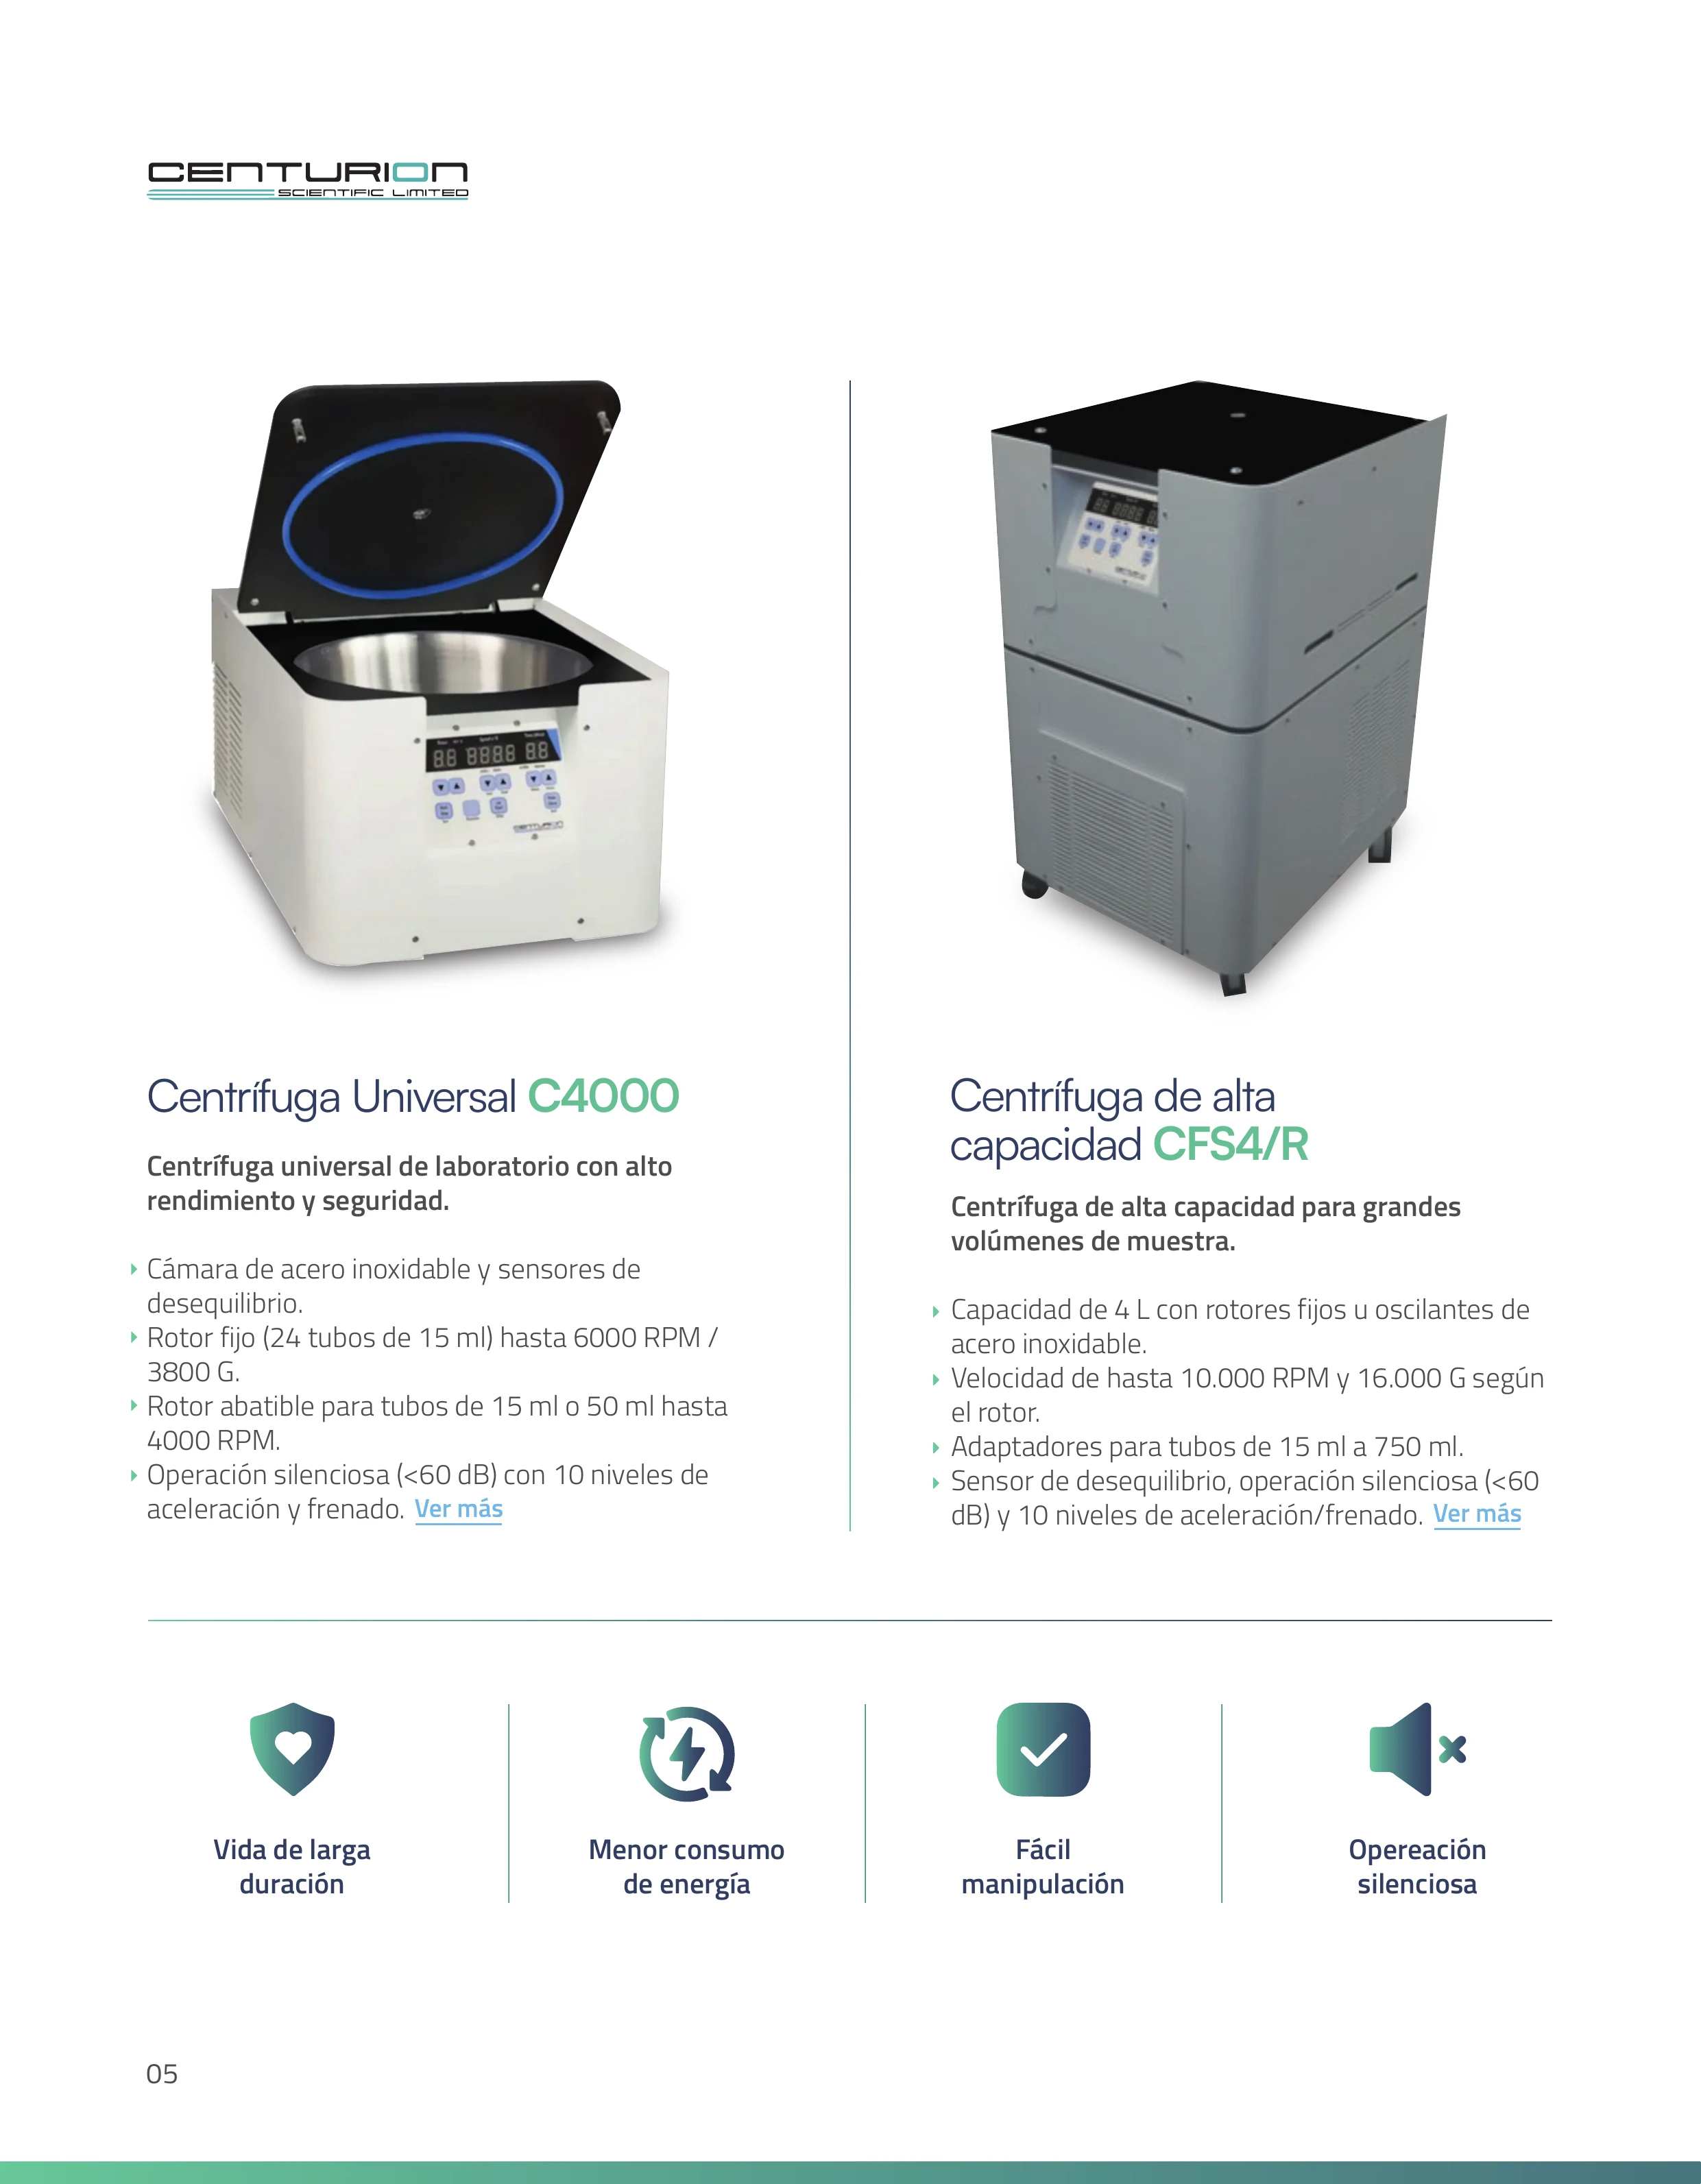 CENTURION
SCIENTIFIC LIMITED
Centrífuga Universal C4000
Centrífuga universal de laboratorio con alto
rendimiento y seguridad.
Cámara de acero inoxidable y sensores de
desequilibrio.
Rotor fijo (24 tubos de 15 ml) hasta 6000 RPM /
3800 G.
Rotor abatible para tubos de 15 ml o 50 ml hasta
4000 RPM.
Operación silenciosa (<60 dB) con 10 niveles de
aceleración y frenado. Ver más
Centrífuga de alta
capacidad CFS4/R
Centrífuga de alta capacidad para grandes
volúmenes de muestra.
Capacidad de 4 L con rotores fijos u oscilantes de
acero inoxidable.
Velocidad de hasta 10.000 RPM y 16.000 G según
el rotor.
Adaptadores para tubos de 15 ml a 750 ml.
Sensor de desequilibrio, operación silenciosa (<60
dB) y 10 niveles de aceleración/frenado. Ver más
Vida de larga
duración
Menor consumo
de energía
Fácil
manipulación
Opereación
silenciosa
05